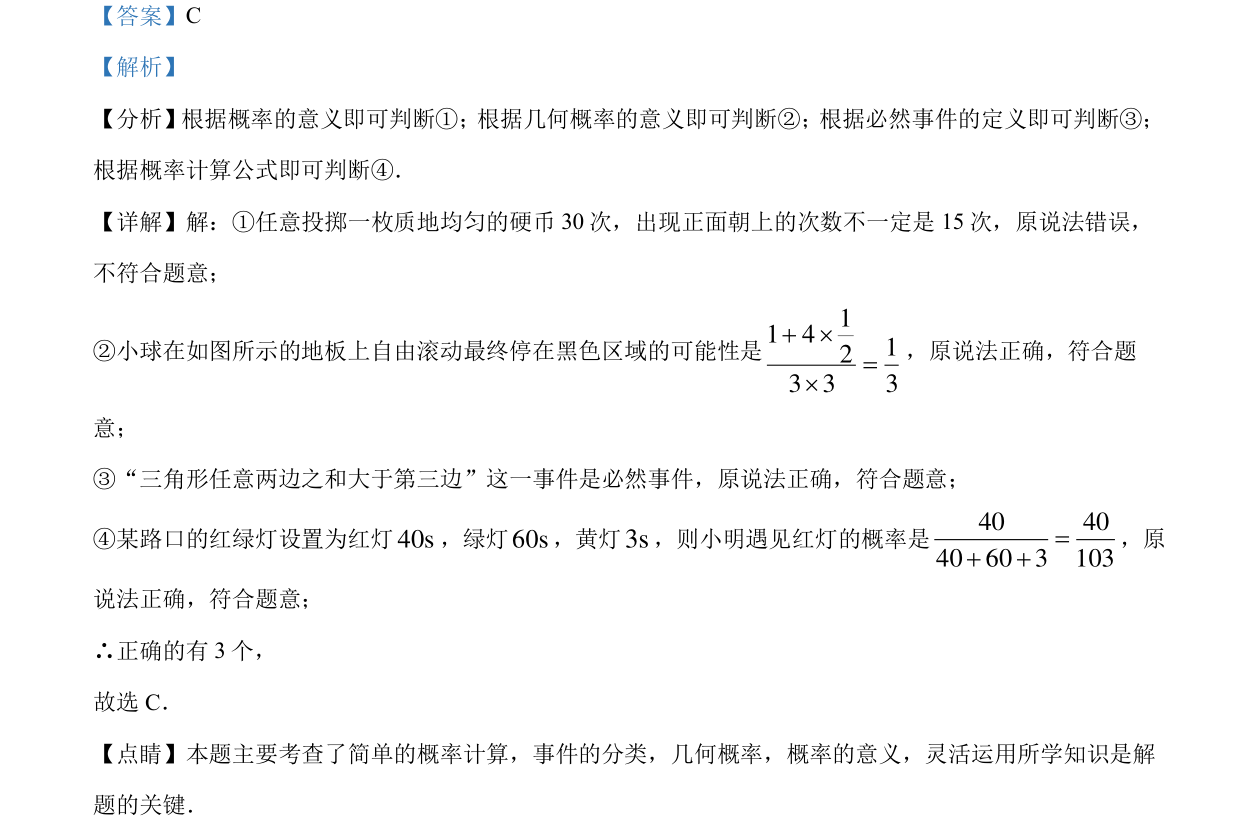 【答案】C
【解析】
【分析】根据概率的意义即可判断①；根据几何概率的意义即可判断②；根据必然事件的定义即可判断③；
根据概率计算公式即可判断④．
【详解】解：①任意投掷一枚质地均匀的硬币 30 次，出现正面朝上的次数不一定是 15 次，原说法错误，
不符合题意；
②小球在如图所示的地板上自由滚动最终停在黑色区域的可能性是 $\frac{1+4\times\frac{1}{2}}{3\times3}=\frac{1}{3}$，原说法正确，符合题
意；
③“三角形任意两边之和大于第三边”这一事件是必然事件，原说法正确，符合题意；
④某路口的红绿灯设置为红灯 40s，绿灯 60s，黄灯 3s，则小明遇见红灯的概率是 $\frac{40}{40+60+3}=\frac{40}{103}$，原
说法正确，符合题意；
∴正确的有 3 个，
故选 C．
【点睛】本题主要考查了简单的概率计算，事件的分类，几何概率，概率的意义，灵活运用所学知识是解
题的关键．